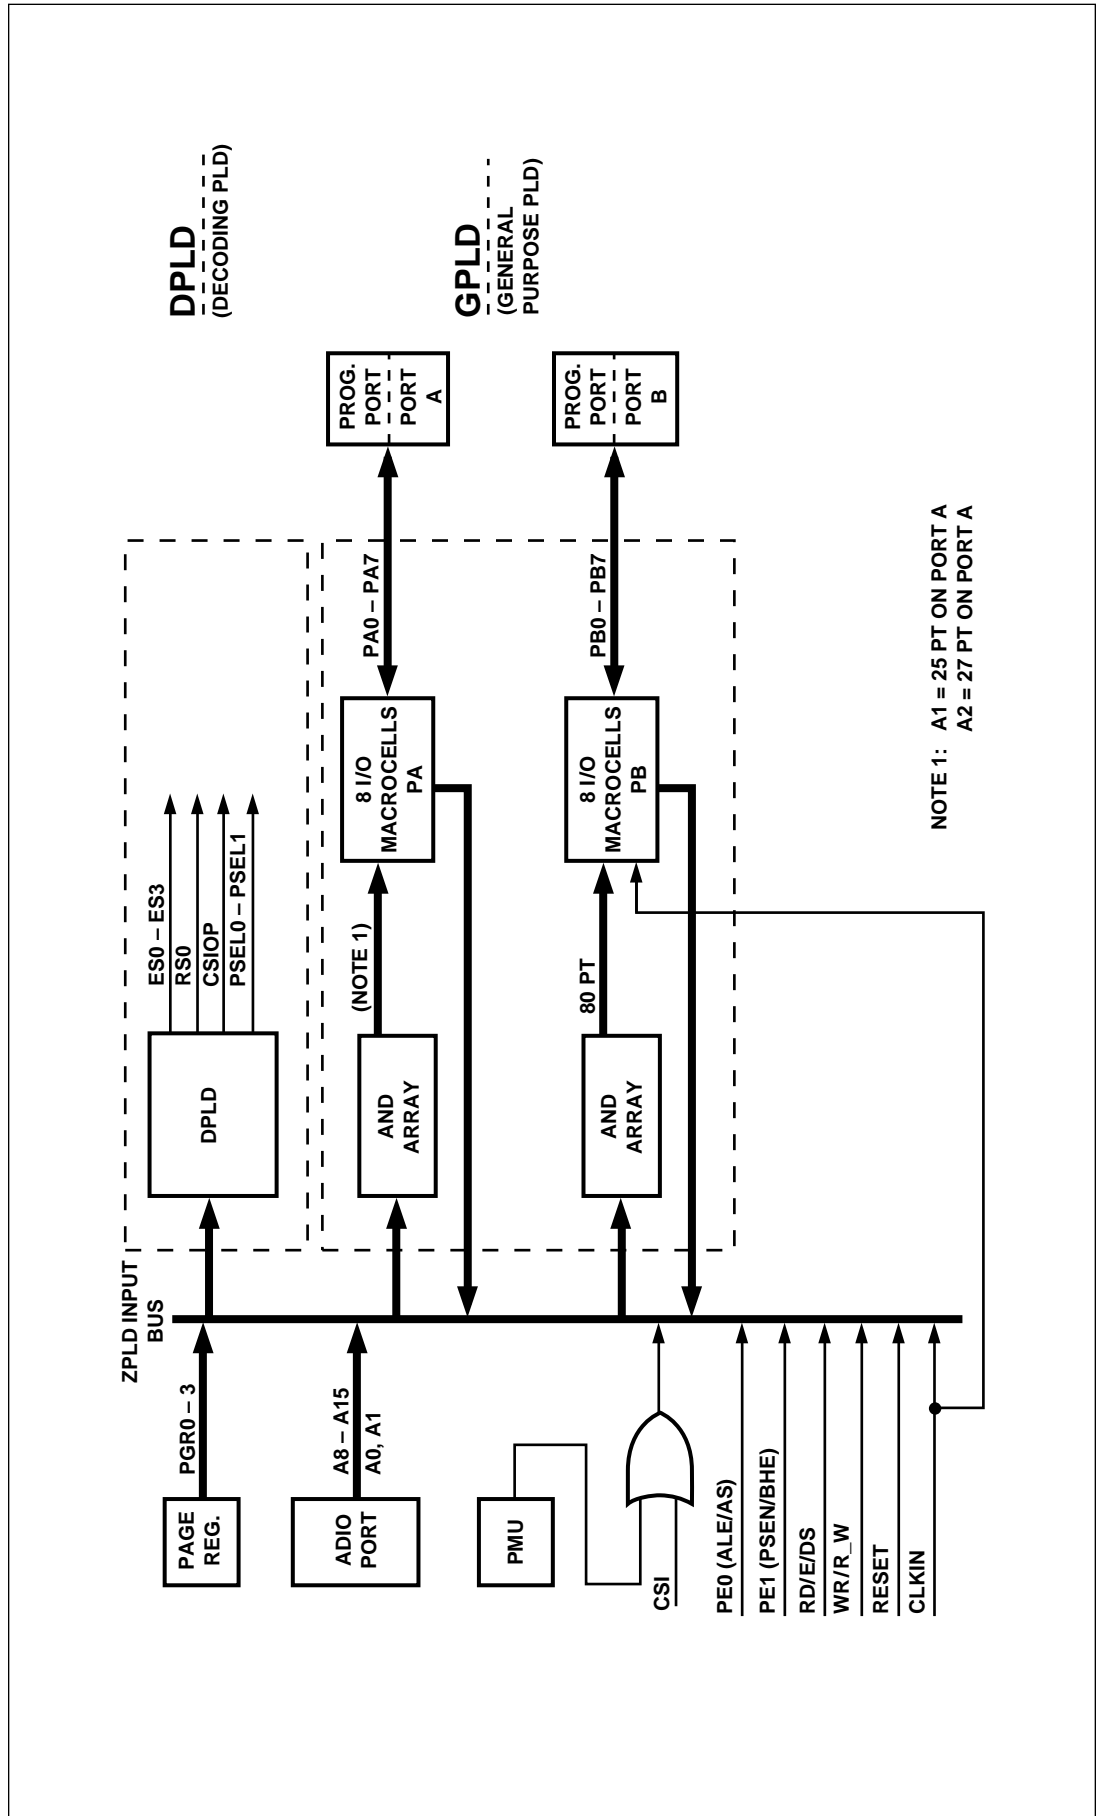 DPLD
(DECODING PLD)
GPLD
(GENERAL
PURPOSE PLD)
ZPLD INPUT
BUS
PAGE
REG.
PGR0 – 3
DPLD
ES0 – ES3
RS0
CSIOP
PSEL0 – PSEL1
ADIO
PORT
A8 – A15
A0, A1
AND
ARRAY
(NOTE 1)
8 I/O
MACROCELLS
PA
PA0 – PA7
PROG.
PORT
PORT
A
PMU
CSI
AND
ARRAY
80 PT
8 I/O
MACROCELLS
PB
PB0 – PB7
PROG.
PORT
PORT
B
PE0 (ALE/AS)
PE1 (PSEN/BHE)
RD/E/DS
WR/R_W
RESET
CLKIN
NOTE 1: A1 = 25 PT ON PORT A
A2 = 27 PT ON PORT A